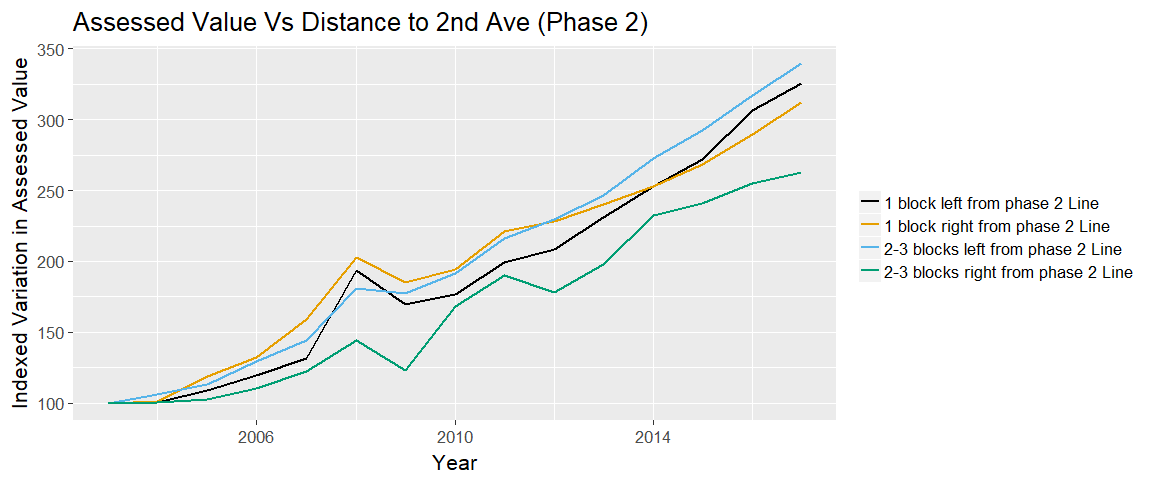 Assessed Value Vs Distance to 2nd Ave (Phase 2)
Indexed Variation in Assessed Value
350
300
250
200
150
100
2006
2010
2014
Year
1 block left from phase 2 Line
1 block right from phase 2 Line
2-3 blocks left from phase 2 Line
2-3 blocks right from phase 2 Line